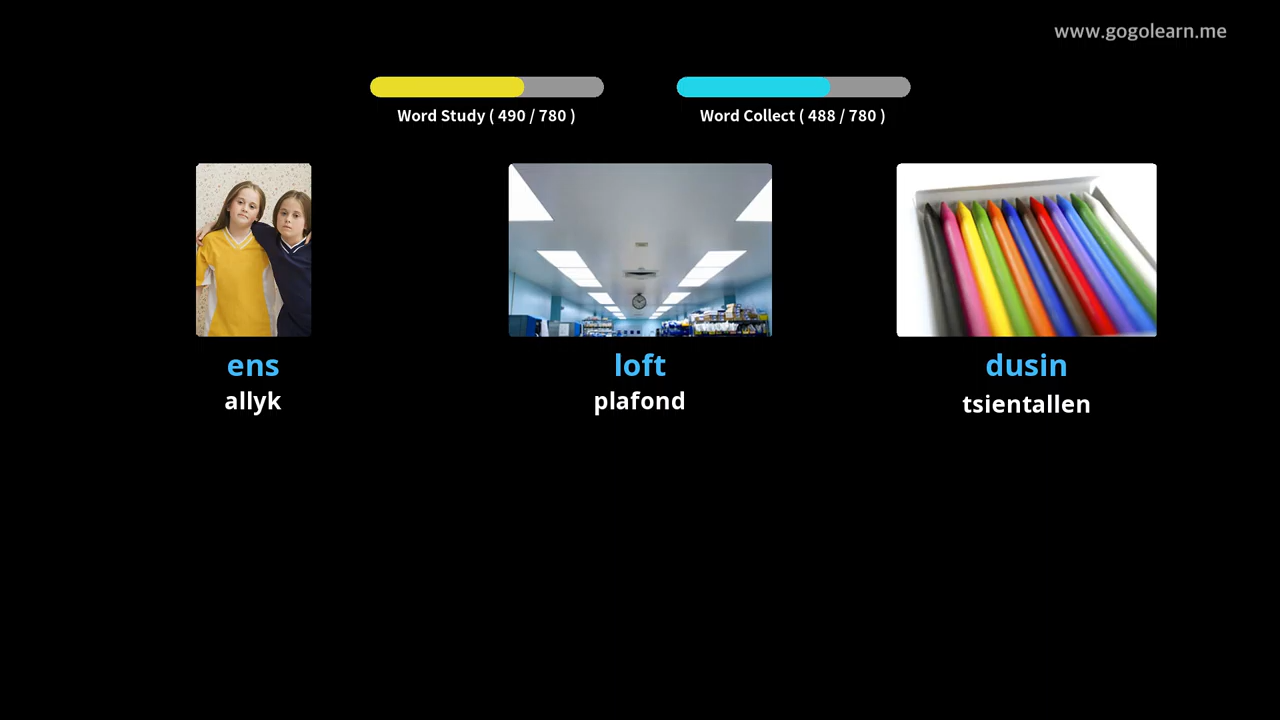 www.gogolearn.me
Word Study ( 490 / 780 )
Word Collect ( 488 / 780 )
ens
allyk
loft
plafond
dusin
tsientallen